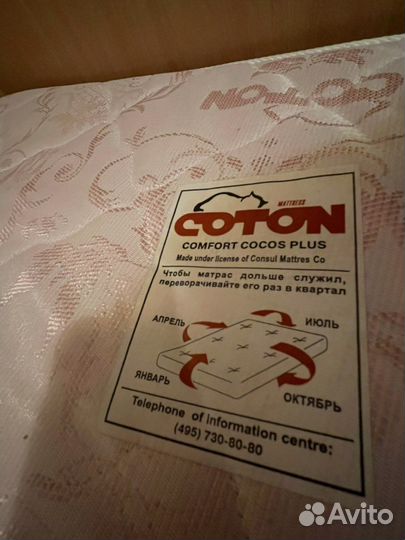 COTON
MATTRESS
COTON
COMFORT COCOS PLUS
Made under license of Consul Mattres Co
Чтобы матрас дольше служил,
переворачивайте его раз в квартал
АПРЕЛЬ
ИЮЛЬ
ЯНВАРЬ
ОКТЯБРЬ
Telephone of information centre:
(495) 730-80-80
Avito